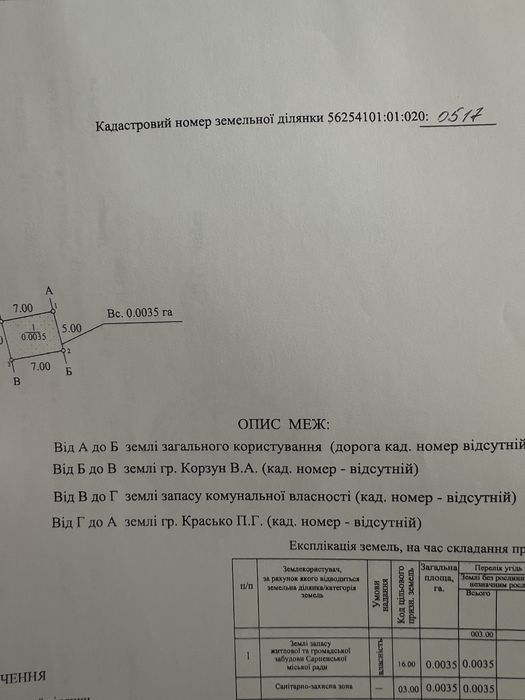 Кадастровий номер земельної ділянки 56254101:01:020: 0517
А
7.00
1
Вс. 0.0035 га
1
0.0035
5.00
2
3
7.00
Б
В
ОПИС МЕЖ:
Від А до Б землі загального користування (дорога кад. номер відсутній
Від Б до В землі гр. Корзун В.А. (кад. номер - відсутній)
Від В до Г землі запасу комунальної власності (кад. номер - відсутній)
Від Г до А землі гр. Красько П.Г. (кад. номер - відсутній)
Експлікація земель, на час складання пр
п/п
Землекористувач,
за рахунок якого відводиться
земельна ділянка/категорія
земель
Умови
надання
Код цільового
призн. земель
Загальна
площа,
га.
Перелік угідь
Землі без рослинн
незначним росл
Всього
003.00
1
Землі запасу
житлової та громадської
забудови Сарненської
міської ради
власність
16.00
0.0035
0.0035
Санітарно-захисна зона
—
03.00
0.0035
0.0035
ЧЕННЯ